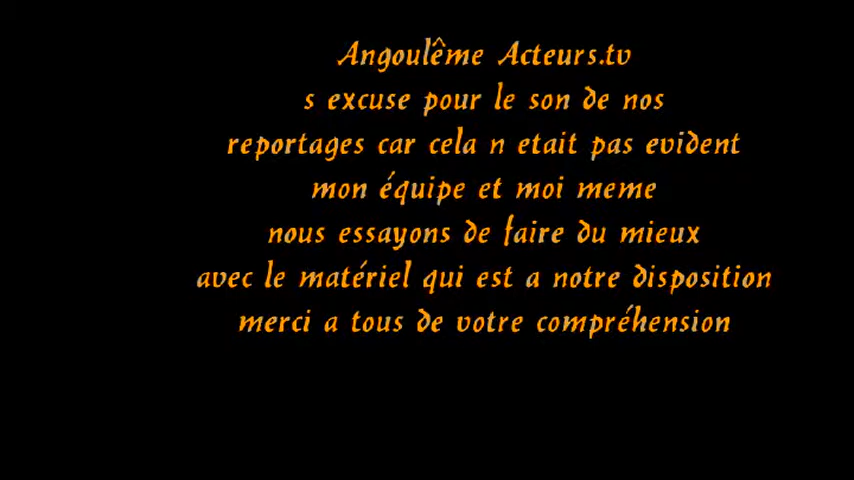 Angoulême Acteurs.tv
s excuse pour le son de nos
reportages car cela n etait pas evident
mon équipe et moi meme
nous essayons de faire du mieux
avec le matériel qui est a notre disposition
merci a tous de votre compréhension